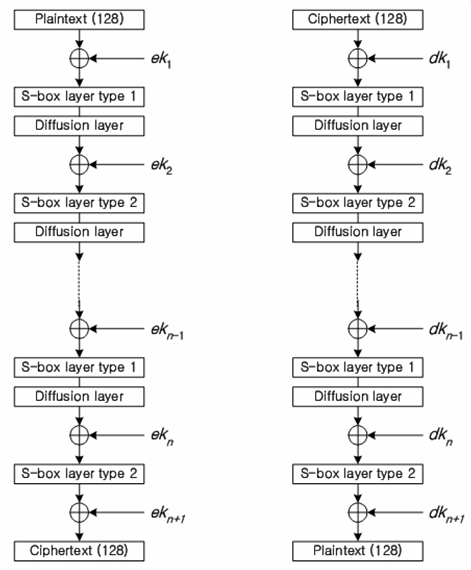 Plaintext (128)
ek1
S-box layer type 1
Diffusion layer
ek2
S-box layer type 2
Diffusion layer
ekn-1
S-box layer type 1
Diffusion layer
ekn
S-box layer type 2
ekn+1
Ciphertext (128)
Ciphertext (128)
dk1
S-box layer type 1
Diffusion layer
dk2
S-box layer type 2
Diffusion layer
dkn-1
S-box layer type 1
Diffusion layer
dkn
S-box layer type 2
dkn+1
Plaintext (128)